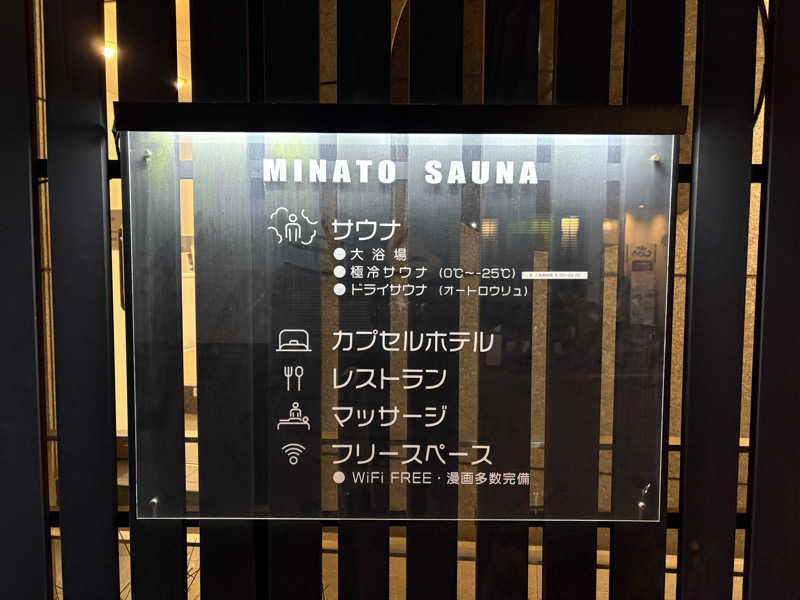 MINATO SAUNA
サウナ
● 大浴場
● 極冷サウナ (0℃～-25℃)
● ドライサウナ (オートロウリュ)
カプセルホテル
レストラン
マッサージ
フリースペース
● WiFi FREE・漫画多数完備